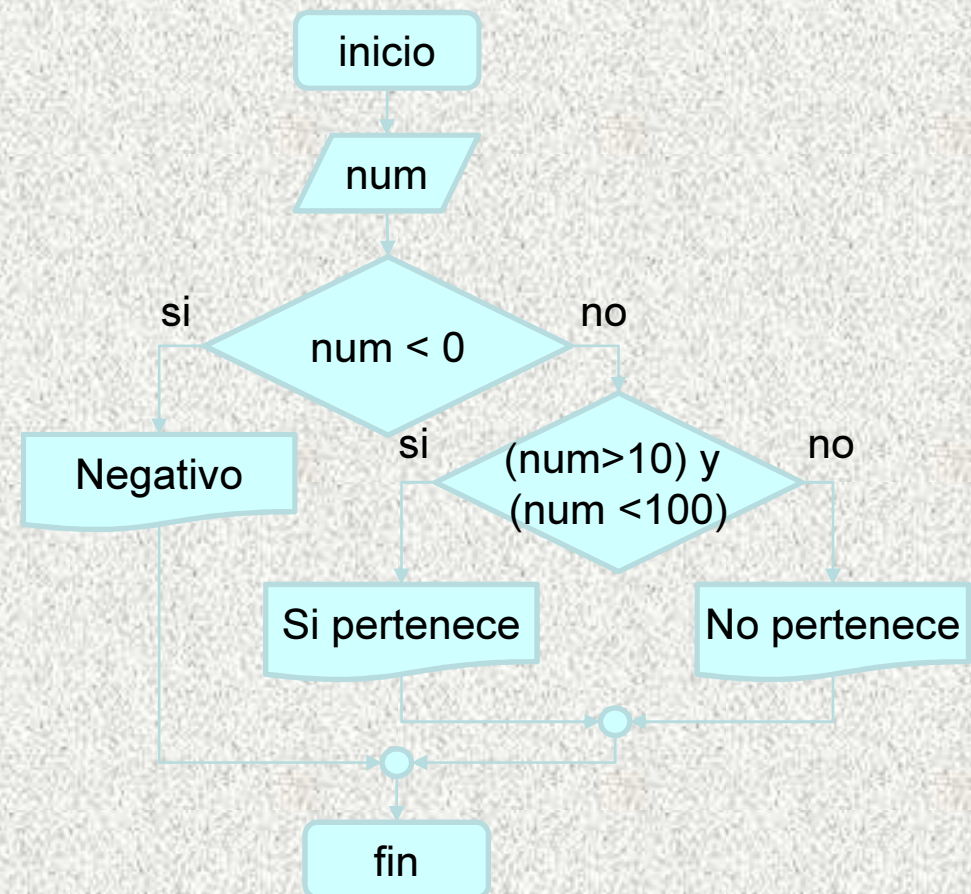 inicio
num
si
no
num < 0
si
(num>10) y
(num <100)
no
Negativo
Si pertenece
No pertenece
fin